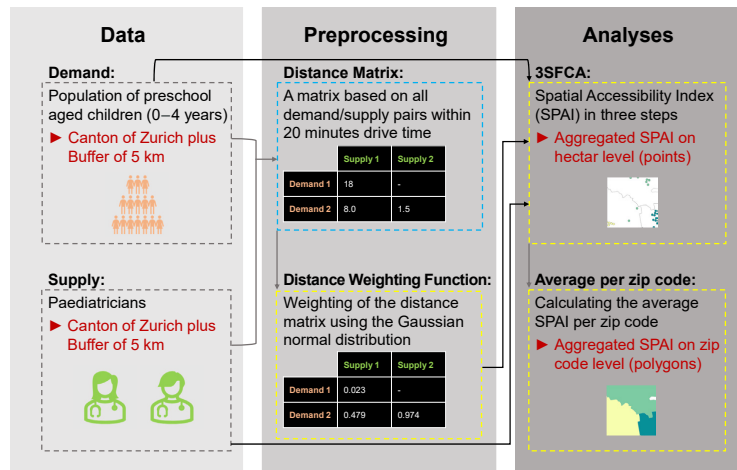 Data
Demand:
Population of preschool
aged children (0–4 years)
► Canton of Zurich plus
Buffer of 5 km
Supply:
Paediatricians
► Canton of Zurich plus
Buffer of 5 km
Preprocessing
Distance Matrix:
A matrix based on all
demand/supply pairs within
20 minutes drive time
Supply 1 Supply 2
Demand 1 18 -
Demand 2 8.0 1.5
Distance Weighting Function:
Weighting of the distance
matrix using the Gaussian
normal distribution
Supply 1 Supply 2
Demand 1 0.023 -
Demand 2 0.479 0.974
Analyses
3SFCA:
Spatial Accessibility Index
(SPAI) in three steps
► Aggregated SPAI on
hectar level (points)
Average per zip code:
Calculating the average
SPAI per zip code
► Aggregated SPAI on zip
code level (polygons)